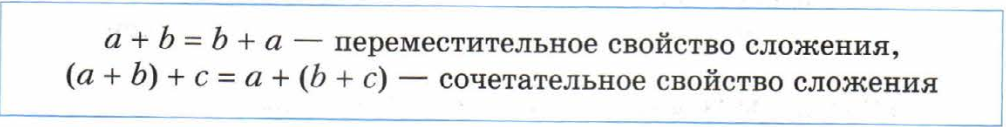 a + b = b + a — переместительное свойство сложения,
(a + b) + c = a + (b + c) — сочетательное свойство сложения